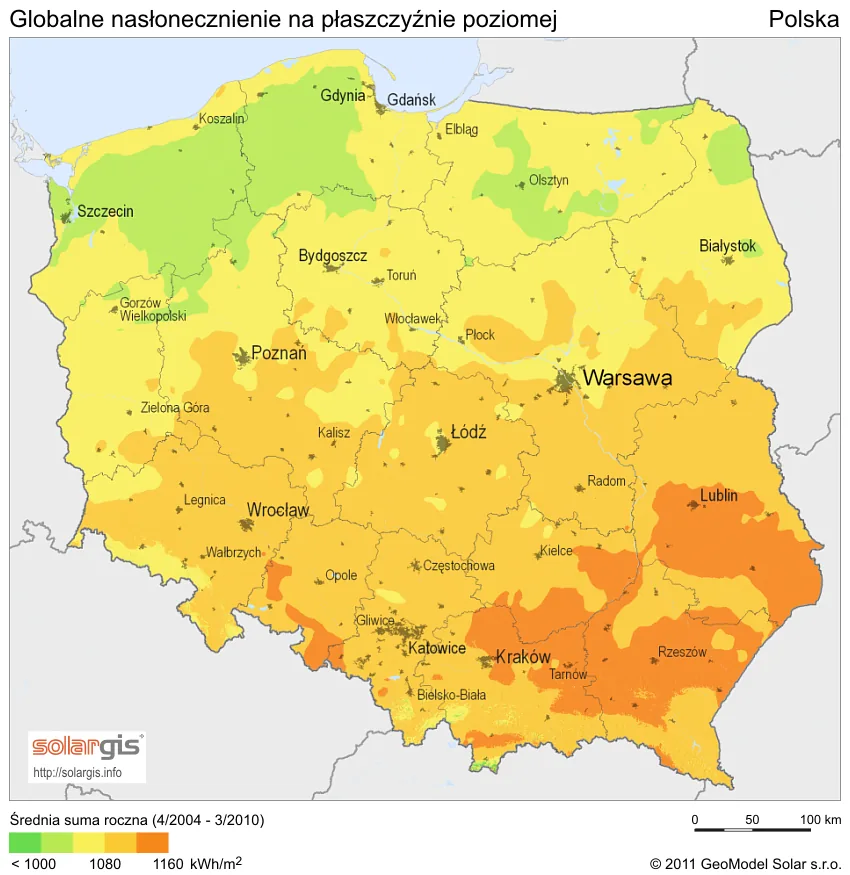 Globalne nasłonecznienie na płaszczyźnie poziomej
Polska
Gdynia
Gdańsk
Koszalin
Elbląg
Olsztyn
Szczecin
Białystok
Bydgoszcz
Toruń
Gorzów
Wielkopolski
Włocławek
Płock
Poznań
Warsawa
Zielona Góra
Kalisz
Łódź
Radom
Lublin
Legnica
Wrocław
Wałbrzych
Opole
Częstochowa
Kielce
Gliwice
Katowice
Kraków
Rzeszów
Tarnów
Bielsko-Biała
solargis
http://solargis.info
Średnia suma roczna (4/2004 - 3/2010)
< 1000 1080 1160 kWh/m²
0 50 100 km
© 2011 GeoModel Solar s.r.o.